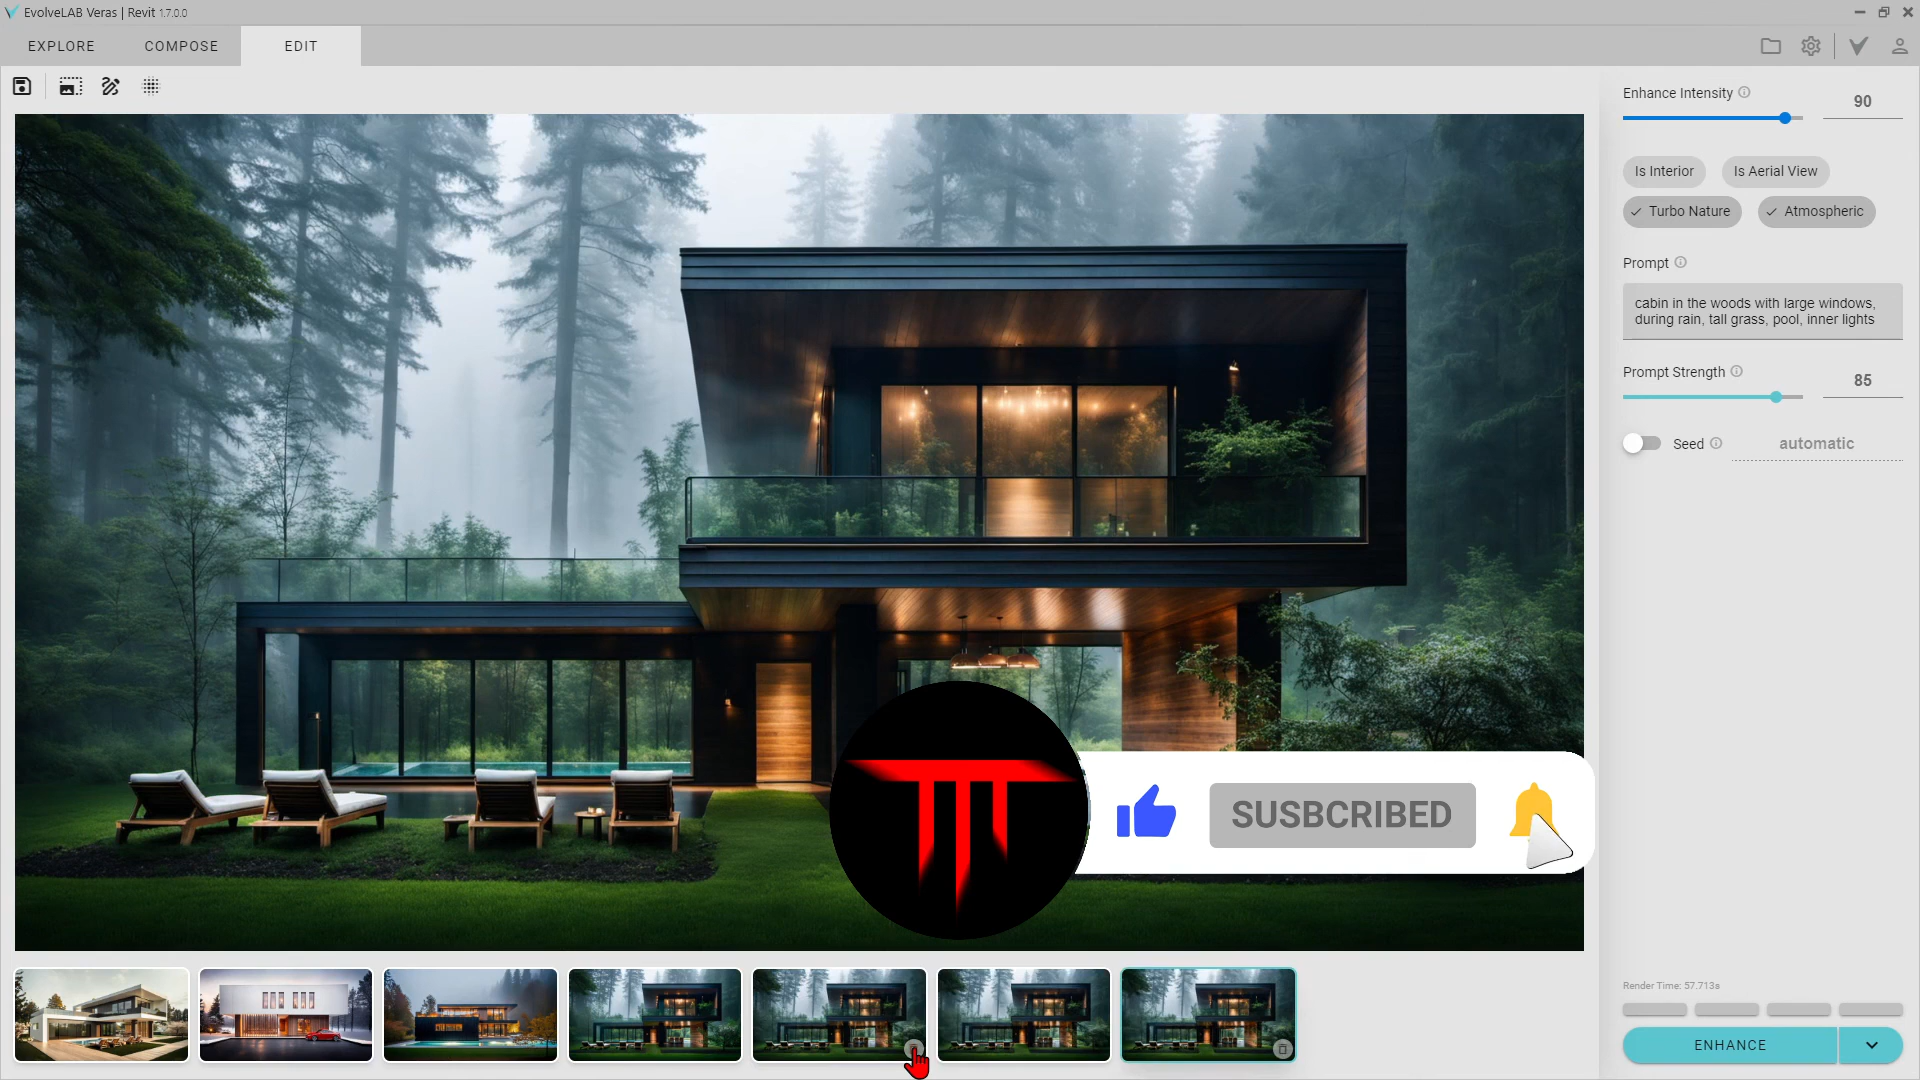 EvolveLAB Veras | Revit 1.7.0.0
EXPLORE
COMPOSE
EDIT
Enhance Intensity
90
Is Interior
Is Aerial View
Turbo Nature
Atmospheric
Prompt
cabin in the woods with large windows,
during rain, tall grass, pool, inner lights
Prompt Strength
85
Seed
automatic
SUSBCRIBED
Render Time: 57.713s
ENHANCE